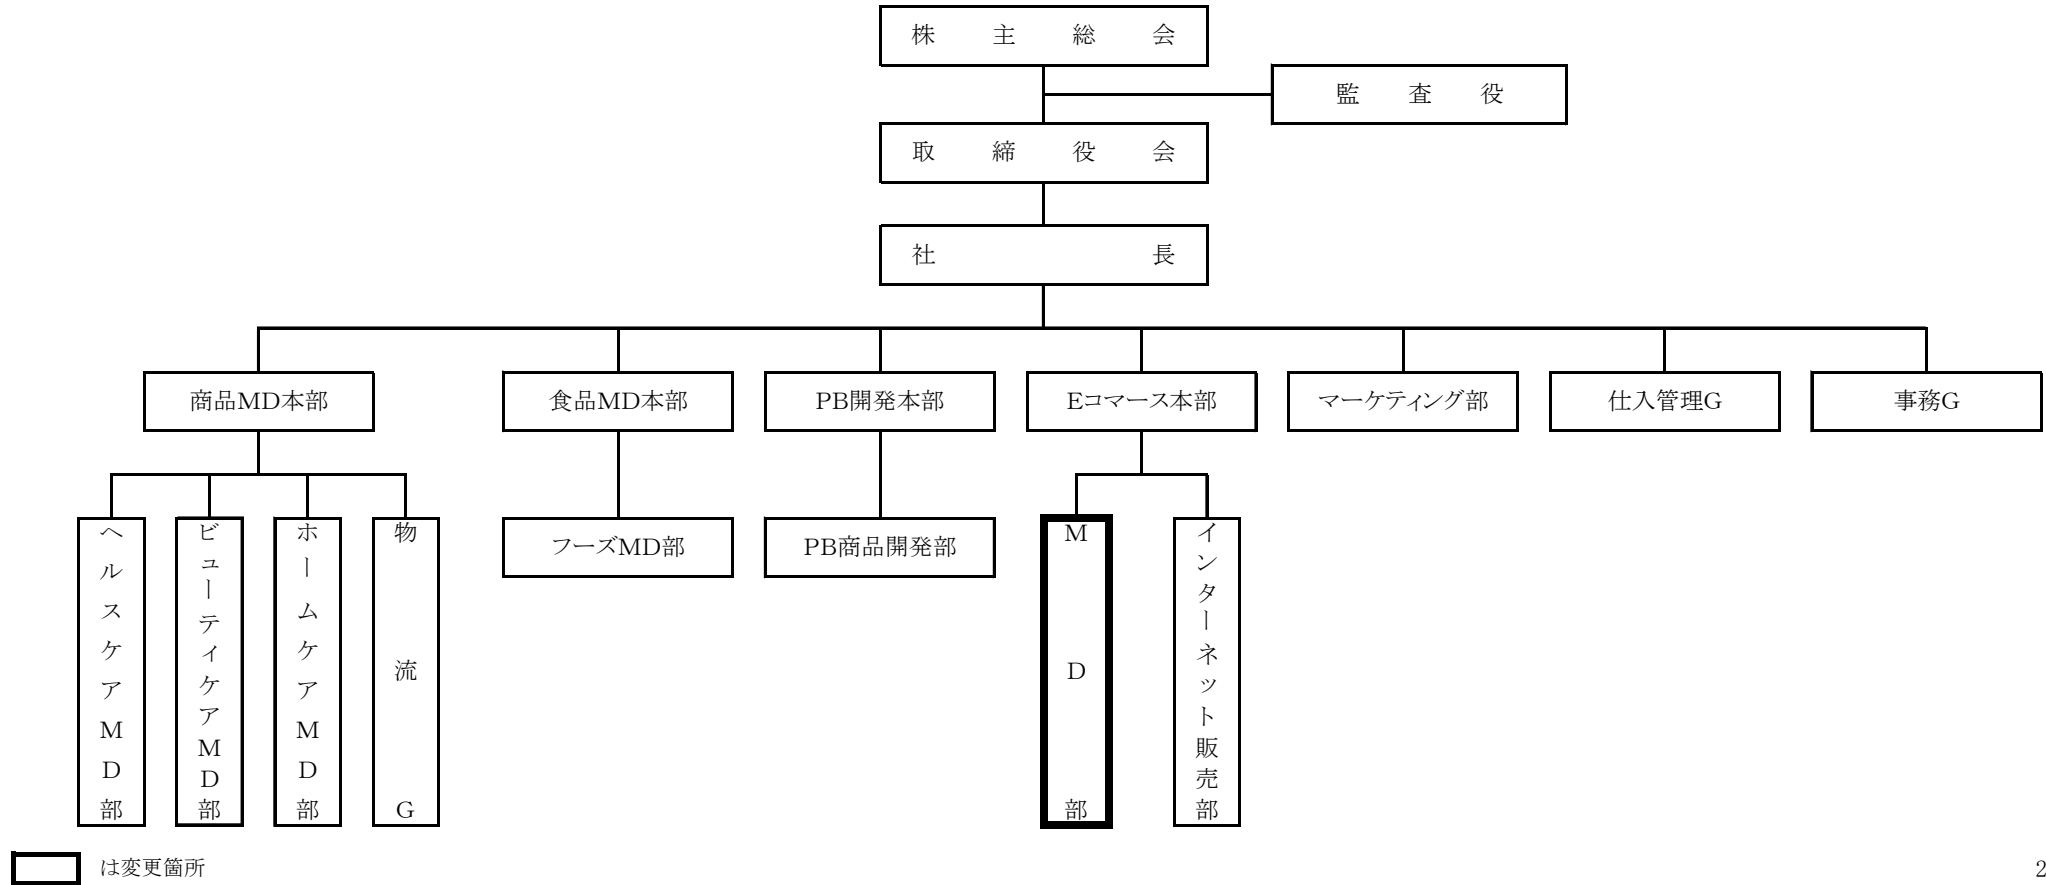 株主総会
監査役
取締役会
社長
商品MD本部
食品MD本部
PB開発本部
Eコマース本部
マーケティング部
仕入管理G
事務G
ヘルスケアMD部
ビューティケアMD部
ホームケアMD部
物流G
フーズMD部
PB商品開発部
MD部
インターネット販売部
は変更箇所
2